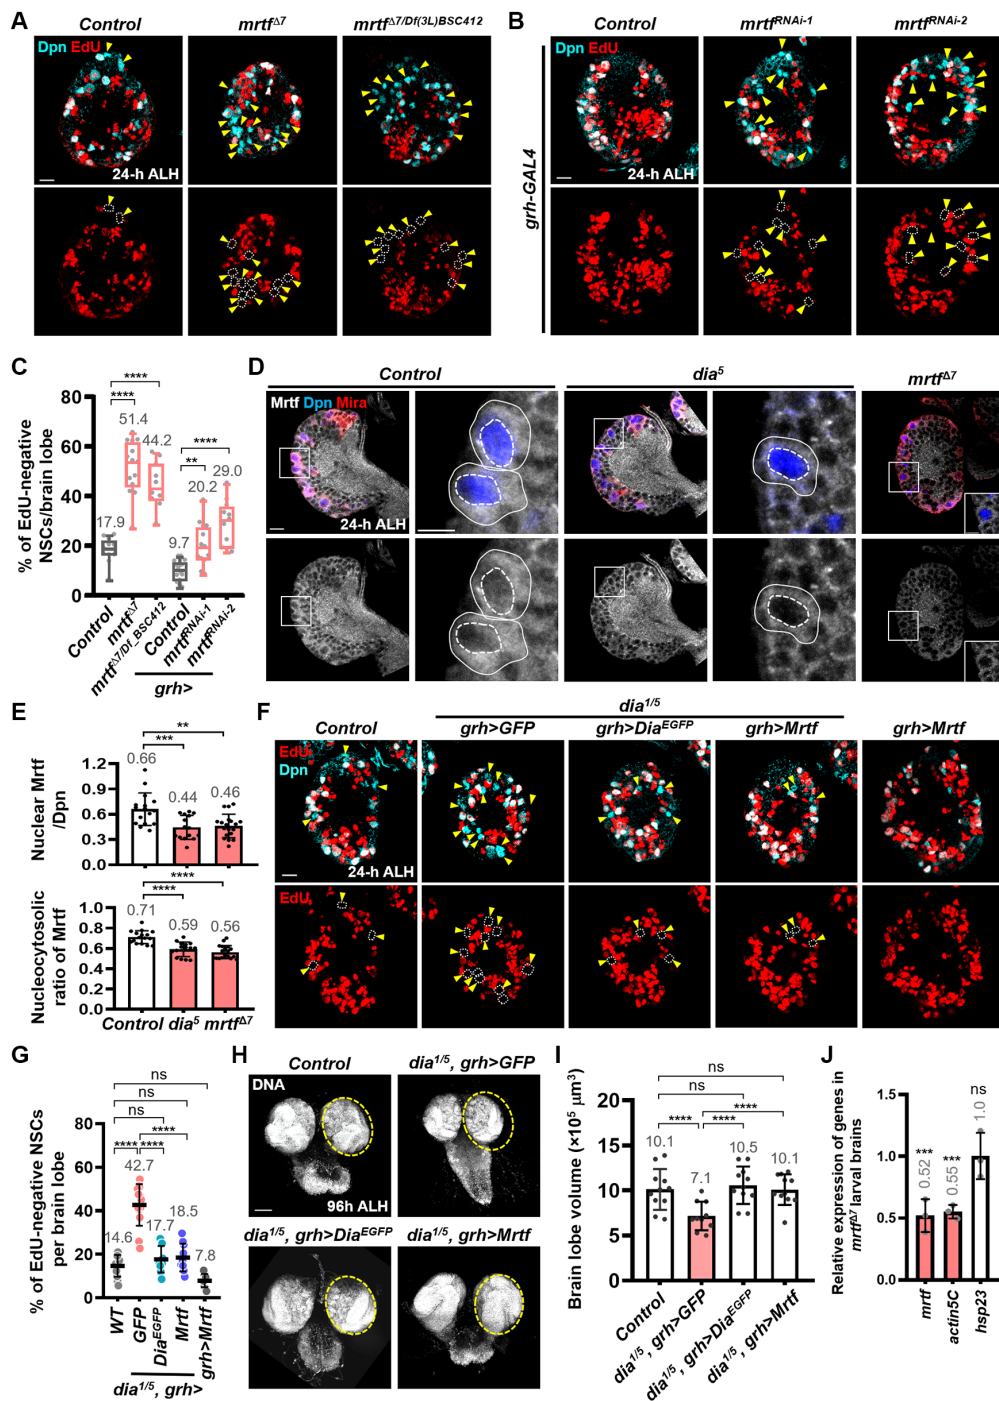 A
Control
mrtf^Δ7
mrtf^Δ7/Df(3L)BSC412
Dpn EdU
24-h ALH
B
Control
mrtf^RNAi-1
mrtf^RNAi-2
Dpn EdU
24-h ALH
grh-GAL4
C
% of EdU-negative
NSCs/brain lobe
80
60
40
20
0
****
****
51.4
44.2
17.9
****
**
29.0
20.2
9.7
Control
mrtf^Δ7
mrtf^Δ7/Df_BSC412
Control
mrtf^RNAi-1
mrtf^RNAi-2
grh>
D
Control
dia^5
mrtf^Δ7
Mrtf Dpn Mira
24-h ALH
E
Nuclear Mrtf
/Dpn
1.2
0.9
0.6
0.3
0.0
**
***
0.66
0.44
0.46
Nucleocytosolic
ratio of Mrtf
1.0
0.8
0.6
0.4
0.2
0.0
****
****
0.71
0.59
0.56
Control dia^5 mrtf^Δ7
F
dia^1/5
Control
grh>GFP
grh>Dia^EGFP
grh>Mrtf
grh>Mrtf
EdU
Dpn
24-h ALH
EdU
G
% of EdU-negative NSCs
per brain lobe
80
60
40
20
0
ns
ns
ns
****
**** ****
42.7
14.6
17.7
18.5
7.8
WT
GFP
Dia^EGFP
Mrtf
grh>Mrtf
dia^1/5, grh>
H
Control
dia^1/5, grh>GFP
DNA
96h ALH
dia^1/5, grh>Dia^EGFP
dia^1/5, grh>Mrtf
I
Brain lobe volume (×10^5 µm^3)
20
15
10
5
0
ns
ns
****
**** ****
10.1
7.1
10.5
10.1
Control
dia^1/5, grh>GFP
dia^1/5, grh>Dia^EGFP
dia^1/5, grh>Mrtf
J
Relative expression of genes in
mrtf^Δ7 larval brains
1.5
1.0
0.5
0.0
***
0.52
***
0.55
ns
1.0
mrtf
actin5C
hsp23